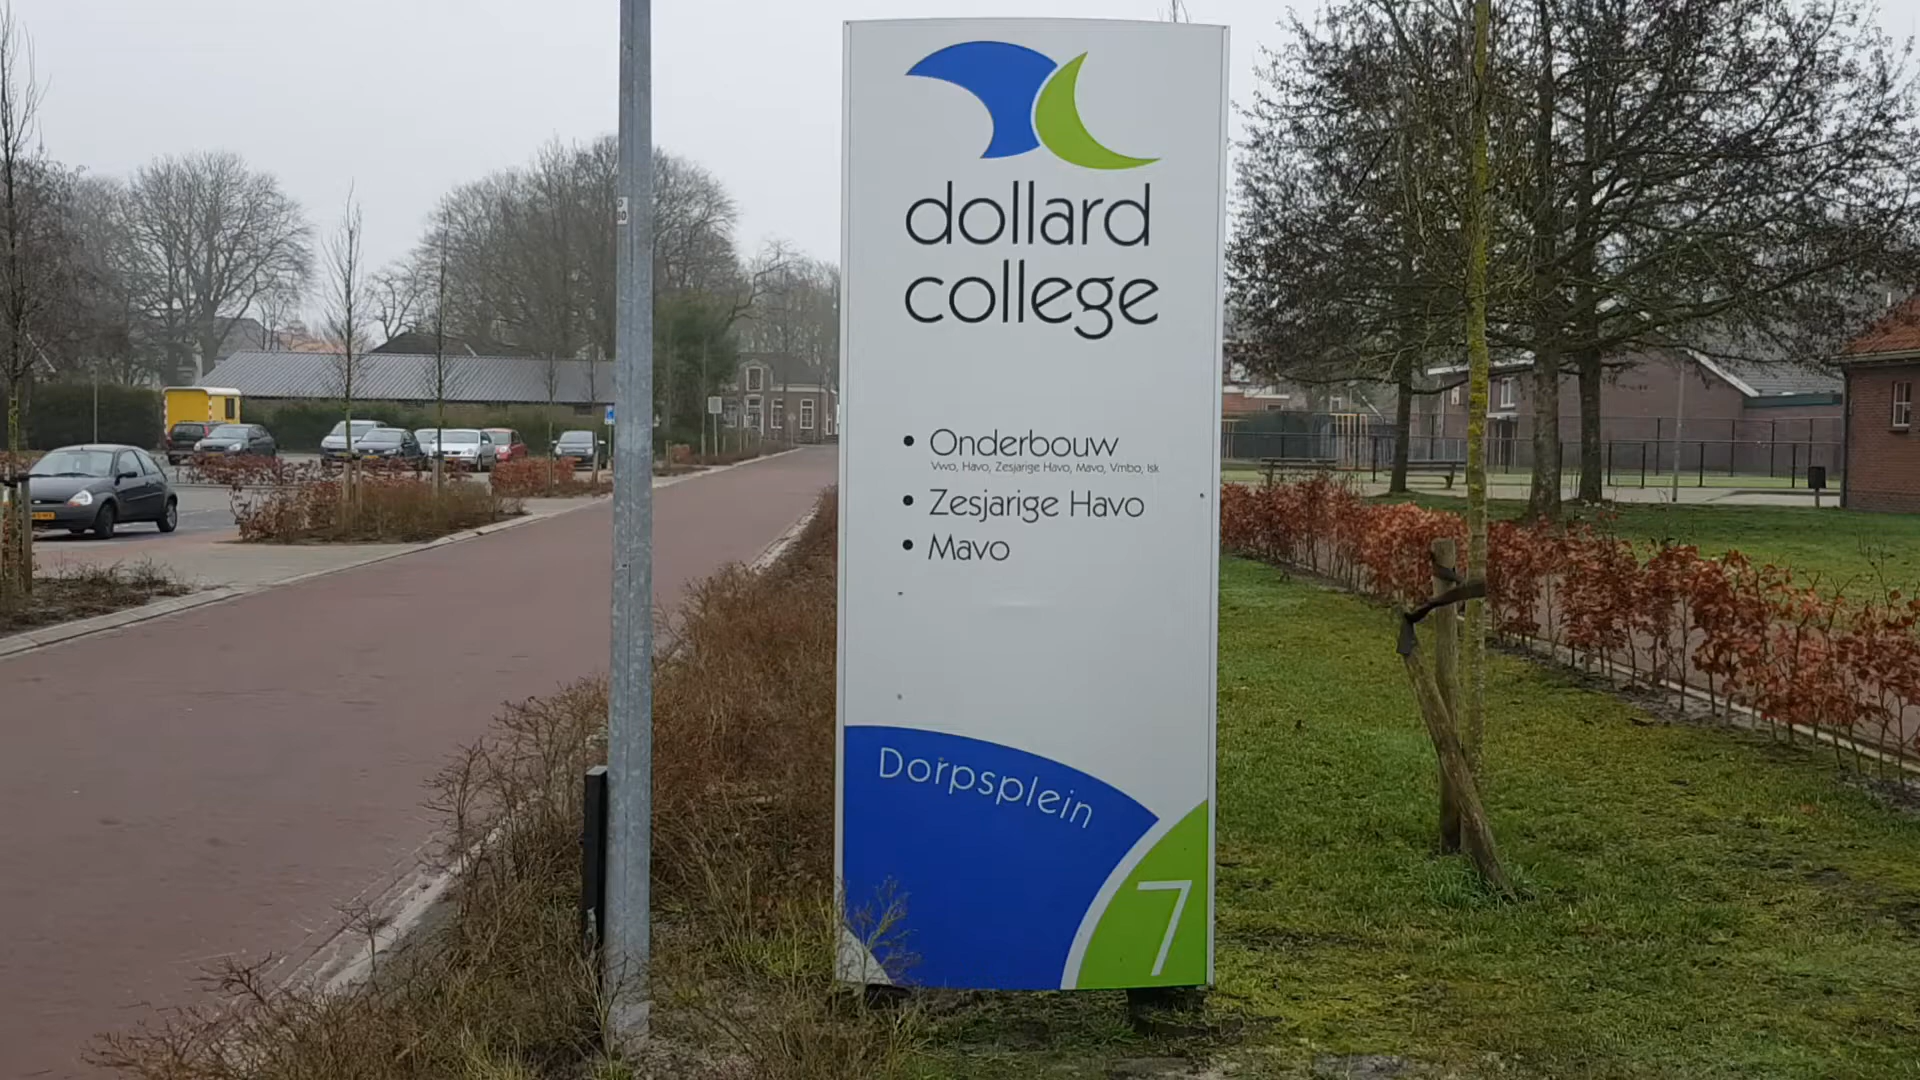 dollard
college
• Onderbouw
Vwo, Havo, Zesjarige Havo, Mavo, Vmbo, Isk
• Zesjarige Havo
• Mavo
Dorpsplein
7